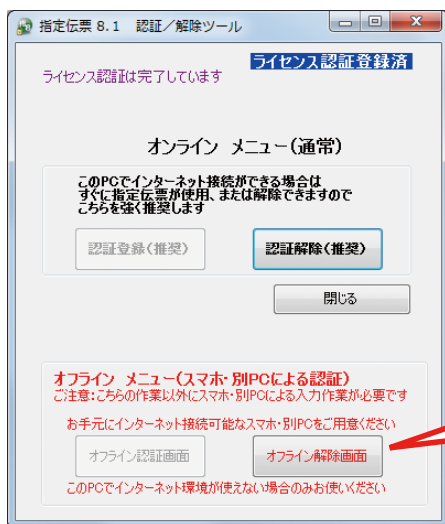 指定伝票 8.1 認証／解除ツール
ライセンス認証登録済
ライセンス認證は完了しています
オンライン メニュー(通常)
このPCでインターネット接続ができる場合は
すぐに指定伝票が使用、または解除できますので
こちらを強く推奨します
認証登録(推奨) 認証解除(推奨)
閉じる
オフライン メニュー(スマホ・別PCによる認証)
ご注意:こちらの作業以外にスマホ・別PCによる入力作業が必要です
お手元にインターネット接続可能なスマホ・別PCをご用意ください
オフライン認証画面 オフライン解除画面
このPCでインターネット環境が使えない場合のみお使いください